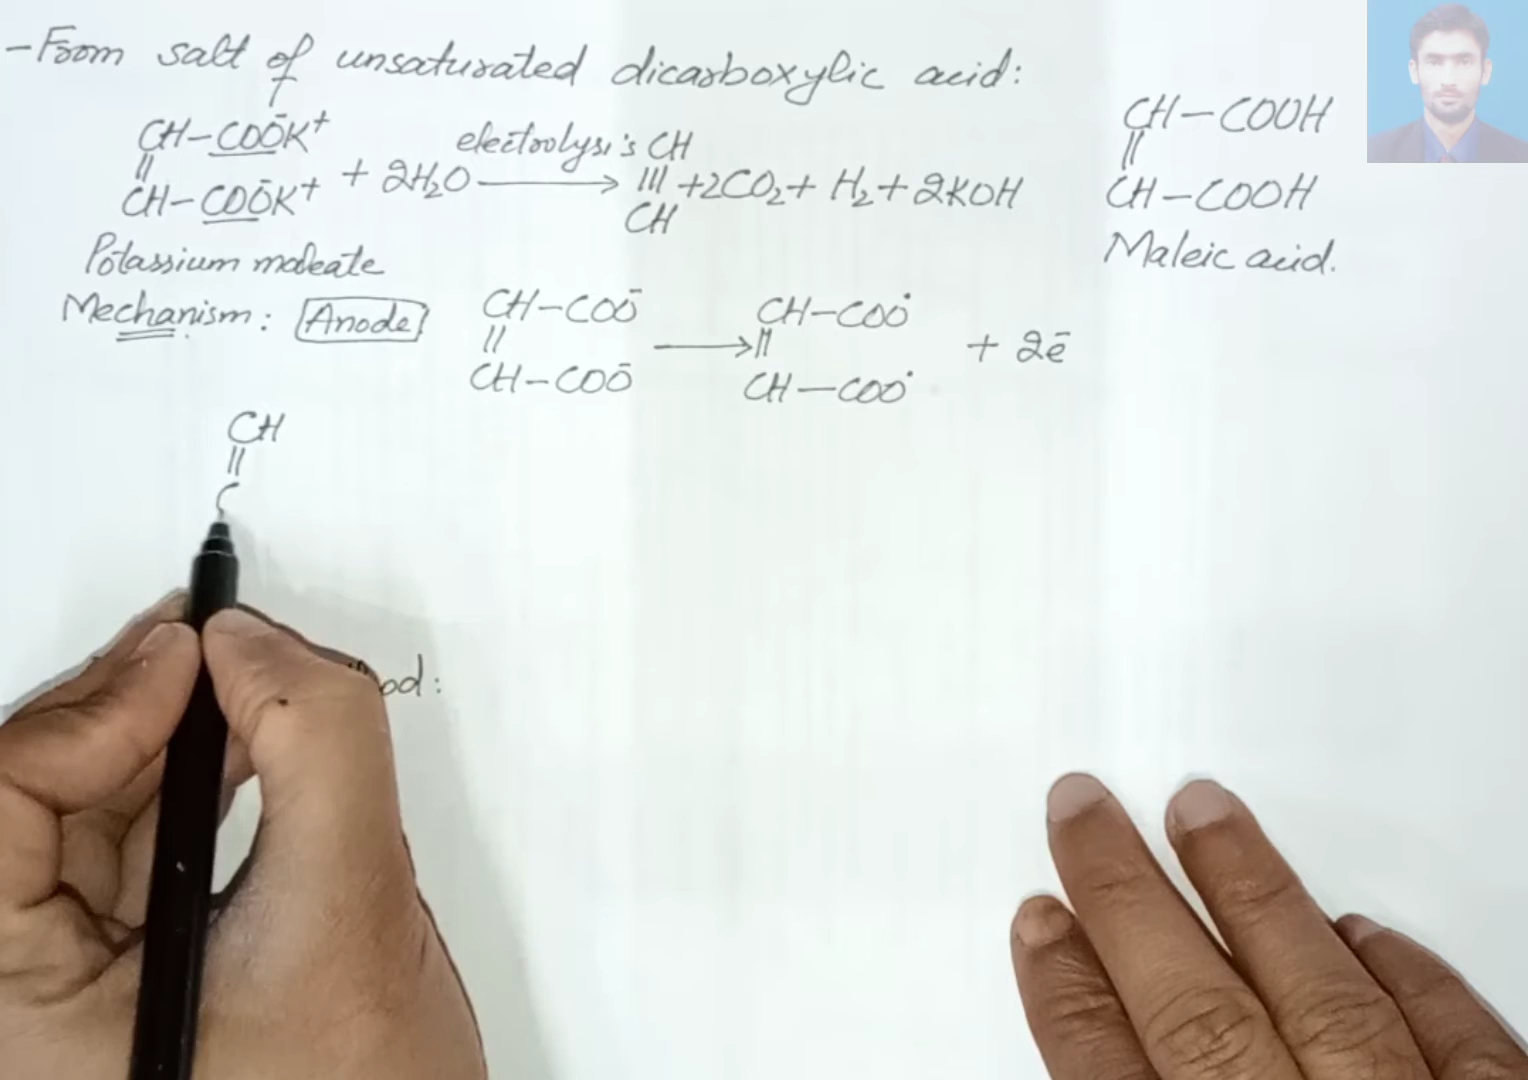 -From salt of unsaturated dicarboxylic acid:
CH-COO⁻K⁺
||
CH-COO⁻K⁺ + 2H₂O electrolysis ⟶ CH ||| CH + 2CO₂ + H₂ + 2KOH
CH-COOH
||
CH-COOH
Potassium maleate
Maleic acid.
Mechanism: Anode CH-COO⁻ || CH-COO⁻ ⟶ CH-COO• || CH-COO• + 2e⁻
CH
||
C
od: